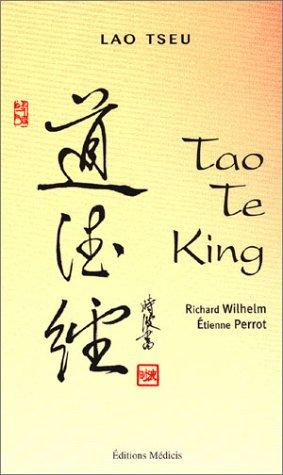 LAO TSEU
道
德
經
Tao
Te
King
Richard Wilhelm
Étienne Perrot
Éditions Médicis